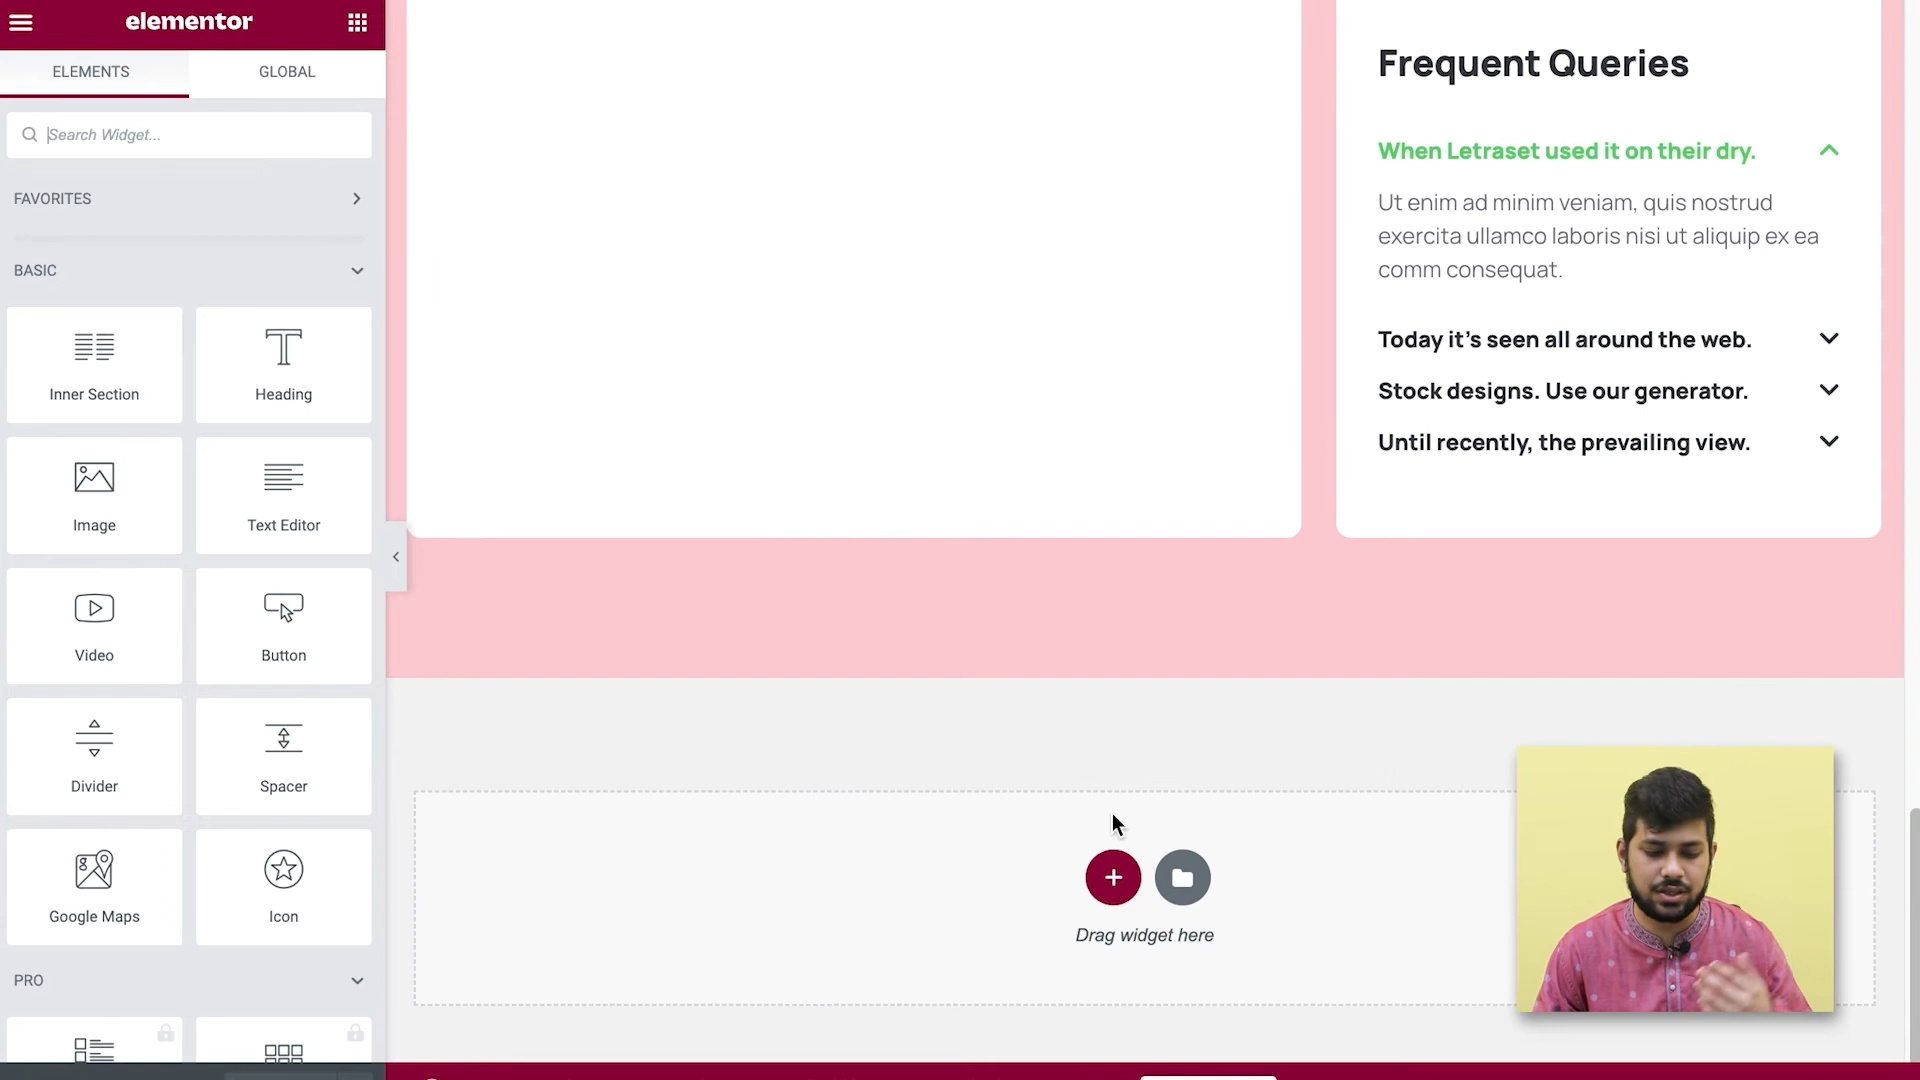 elementor
ELEMENTS
GLOBAL
Search Widget...
FAVORITES
BASIC
Inner Section
Heading
Image
Text Editor
Video
Button
Divider
Spacer
Google Maps
Icon
PRO
Frequent Queries
When Letraset used it on their dry.
Ut enim ad minim veniam, quis nostrud
exercita ullamco laboris nisi ut aliquip ex ea
comm consequat.
Today it's seen all around the web.
Stock designs. Use our generator.
Until recently, the prevailing view.
Drag widget here